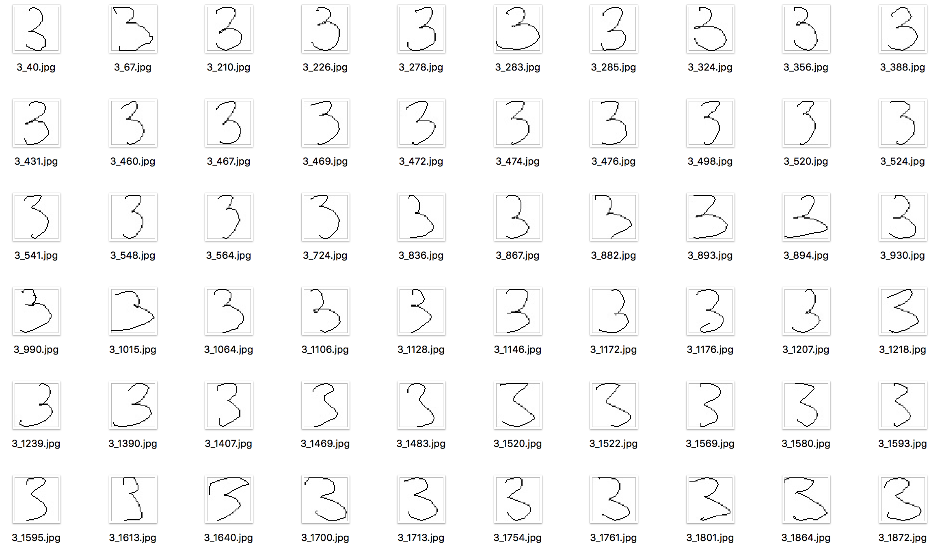 3 3 3 3 3 3 3 3 3 3
3_40.jpg 3_67.jpg 3_210.jpg 3_226.jpg 3_278.jpg 3_283.jpg 3_285.jpg 3_324.jpg 3_356.jpg 3_388.jpg
3 3 3 3 3 3 3 3 3 3
3_431.jpg 3_460.jpg 3_467.jpg 3_469.jpg 3_472.jpg 3_474.jpg 3_476.jpg 3_498.jpg 3_520.jpg 3_524.jpg
3 3 3 3 3 3 3 3 3 3
3_541.jpg 3_548.jpg 3_564.jpg 3_724.jpg 3_836.jpg 3_867.jpg 3_882.jpg 3_893.jpg 3_894.jpg 3_930.jpg
3 3 3 3 3 3 3 3 3 3
3_990.jpg 3_1015.jpg 3_1064.jpg 3_1106.jpg 3_1128.jpg 3_1146.jpg 3_1172.jpg 3_1176.jpg 3_1207.jpg 3_1218.jpg
3 3 3 3 3 3 3 3 3 3
3_1239.jpg 3_1390.jpg 3_1407.jpg 3_1469.jpg 3_1483.jpg 3_1520.jpg 3_1522.jpg 3_1569.jpg 3_1580.jpg 3_1593.jpg
3 3 3 3 3 3 3 3 3 3
3_1595.jpg 3_1613.jpg 3_1640.jpg 3_1700.jpg 3_1713.jpg 3_1754.jpg 3_1761.jpg 3_1801.jpg 3_1864.jpg 3_1872.jpg